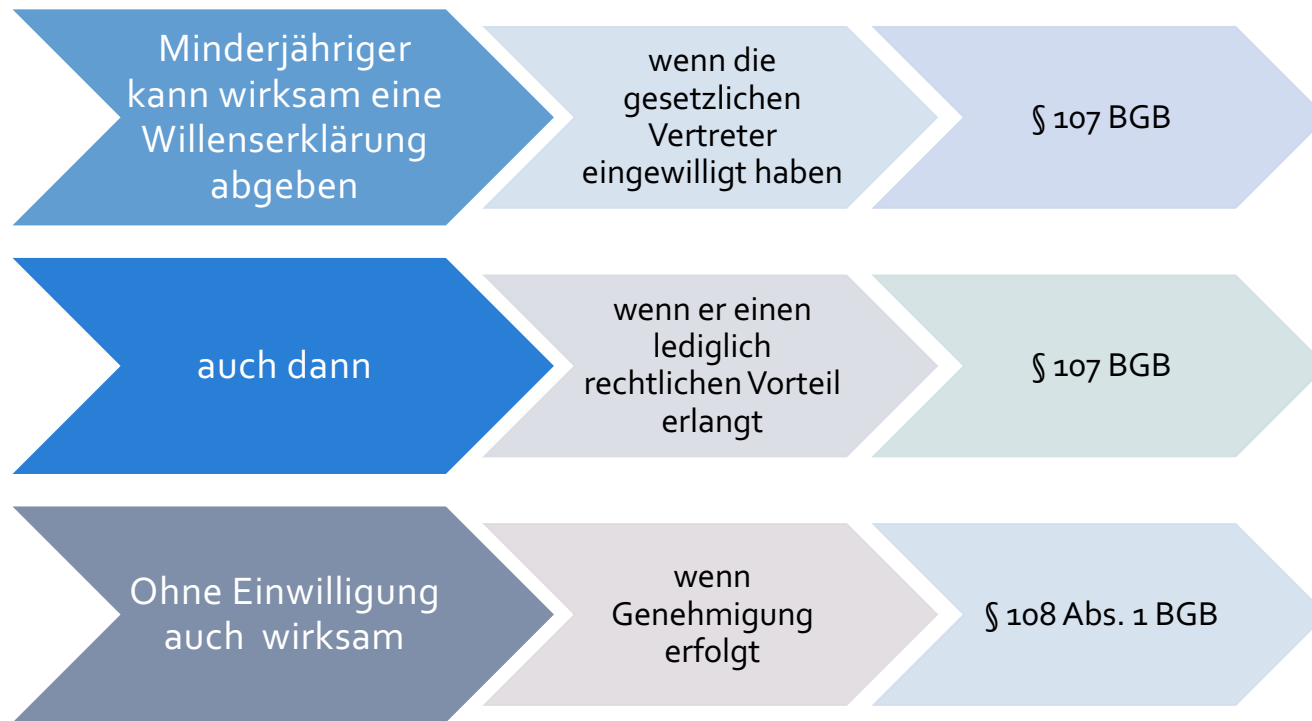 Minderjähriger
kann wirksam eine
Willenserklärung
abgeben
wenn die
gesetzlichen
Vertreter
eingewilligt haben
§ 107 BGB
auch dann
wenn er einen
lediglich
rechtlichen Vorteil
erlangt
§ 107 BGB
Ohne Einwilligung
auch wirksam
wenn
Genehmigung
erfolgt
§ 108 Abs. 1 BGB